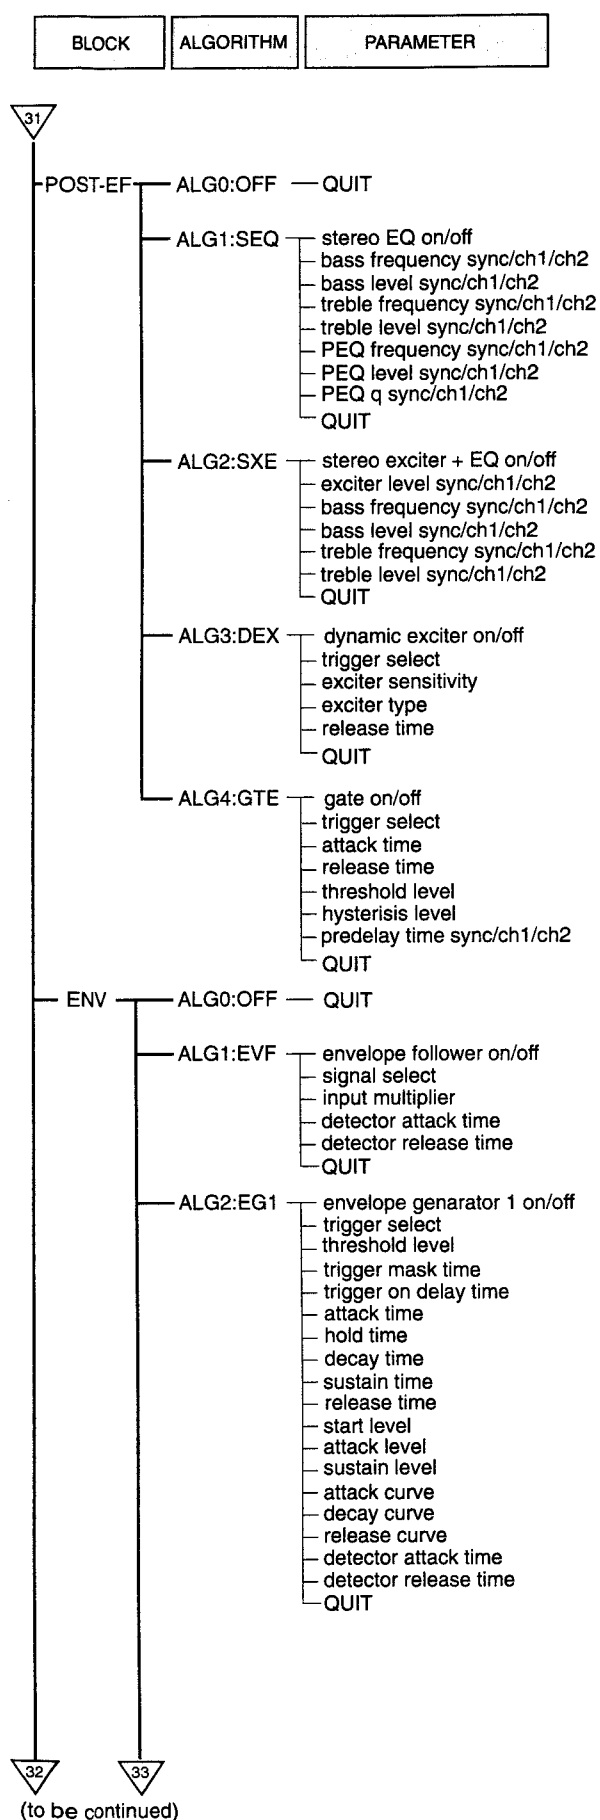 BLOCK ALGORITHM PARAMETER
31
POST-EF ALG0:OFF QUIT
ALG1:SEQ stereo EQ on/off
bass frequency sync/ch1/ch2
bass level sync/ch1/ch2
treble frequency sync/ch1/ch2
treble level sync/ch1/ch2
PEQ frequency sync/ch1/ch2
PEQ level sync/ch1/ch2
PEQ q sync/ch1/ch2
QUIT
ALG2:SXE stereo exciter + EQ on/off
exciter level sync/ch1/ch2
bass frequency sync/ch1/ch2
bass level sync/ch1/ch2
treble frequency sync/ch1/ch2
treble level sync/ch1/ch2
QUIT
ALG3:DEX dynamic exciter on/off
trigger select
exciter sensitivity
exciter type
release time
QUIT
ALG4:GTE gate on/off
trigger select
attack time
release time
threshold level
hysterisis level
predelay time sync/ch1/ch2
QUIT
ENV ALG0:OFF QUIT
ALG1:EVF envelope follower on/off
signal select
input multiplier
detector attack time
detector release time
QUIT
ALG2:EG1 envelope genarator 1 on/off
trigger select
threshold level
trigger mask time
trigger on delay time
attack time
hold time
decay time
sustain time
release time
start level
attack level
sustain level
attack curve
decay curve
release curve
detector attack time
detector release time
QUIT
32 33
(to be continued)